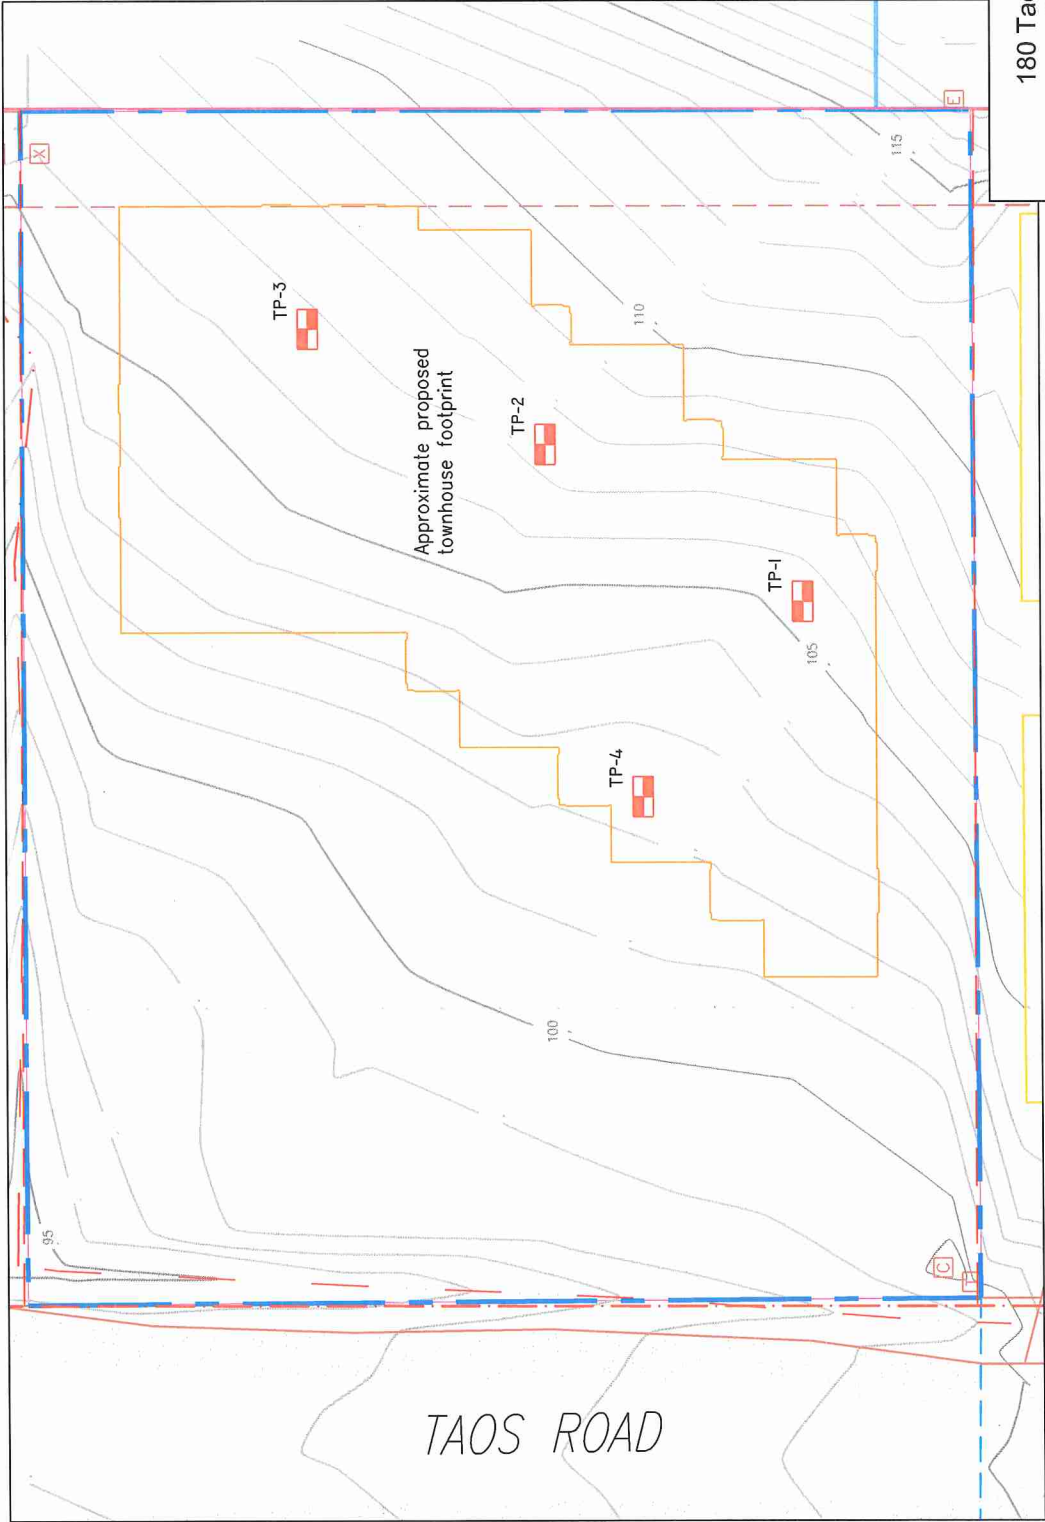 180 Tao
X
E
115
TP-3
110
Approximate proposed
townhouse footprint
TP-2
TP-1
105
TP-4
100
95
C
T
TAOS ROAD